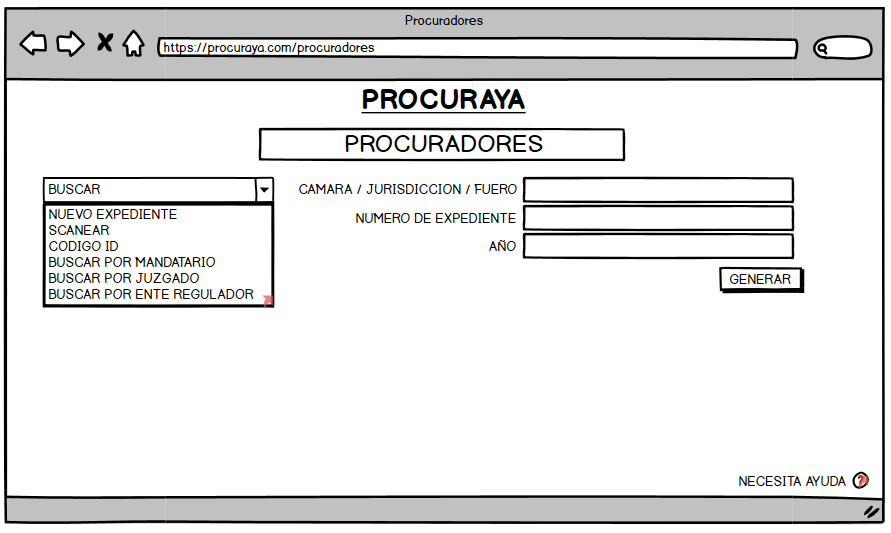 Procuradores
https://procuraya.com/procuradores
PROCURAYA
PROCURADORES
BUSCAR
NUEVO EXPEDIENTE
SCANEAR
CODIGO ID
BUSCAR POR MANDATARIO
BUSCAR POR JUZGADO
BUSCAR POR ENTE REGULADOR
CAMARA / JURISDICCION / FUERO
NUMERO DE EXPEDIENTE
AÑO
GENERAR
NECESITA AYUDA ?